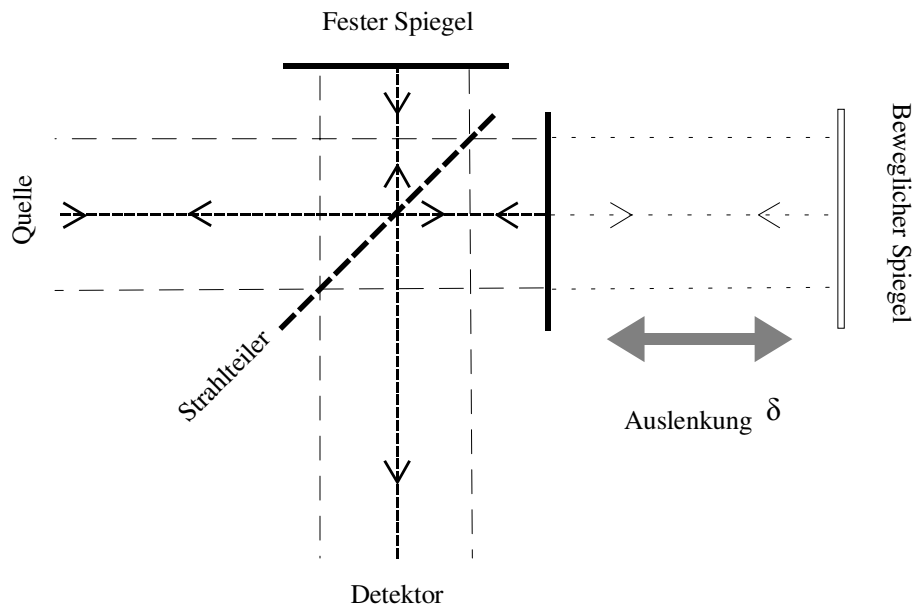 Fester Spiegel
Quelle
Beweglicher Spiegel
Strahlteiler
Auslenkung δ
Detektor